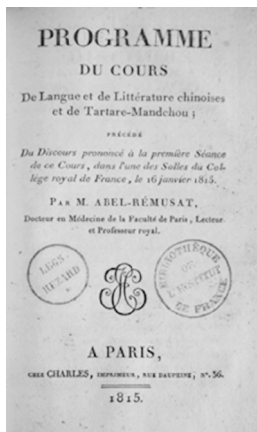 PROGRAMME
DU COURS
De Langue et de Littérature chinoises
et de Tartare-Mandchou ;
PRÉCÉDÉ
Du Discours prononcé à la première Séance
de ce Cours, dans l'une des Salles du Col-
lége royal de France, le 16 janvier 1815.
PAR M. ABEL-RÉMUSAT,
Docteur en Médecine de la Faculté de Paris, Lecteur
et Professeur royal.
LEGS
BIBLIOTHÈQUE
DE
L'INSTITUT
DE FRANCE
A PARIS,
CHEZ CHARLES, IMPRIMEUR, RUE DAUPHINE, N°. 36.
1815.